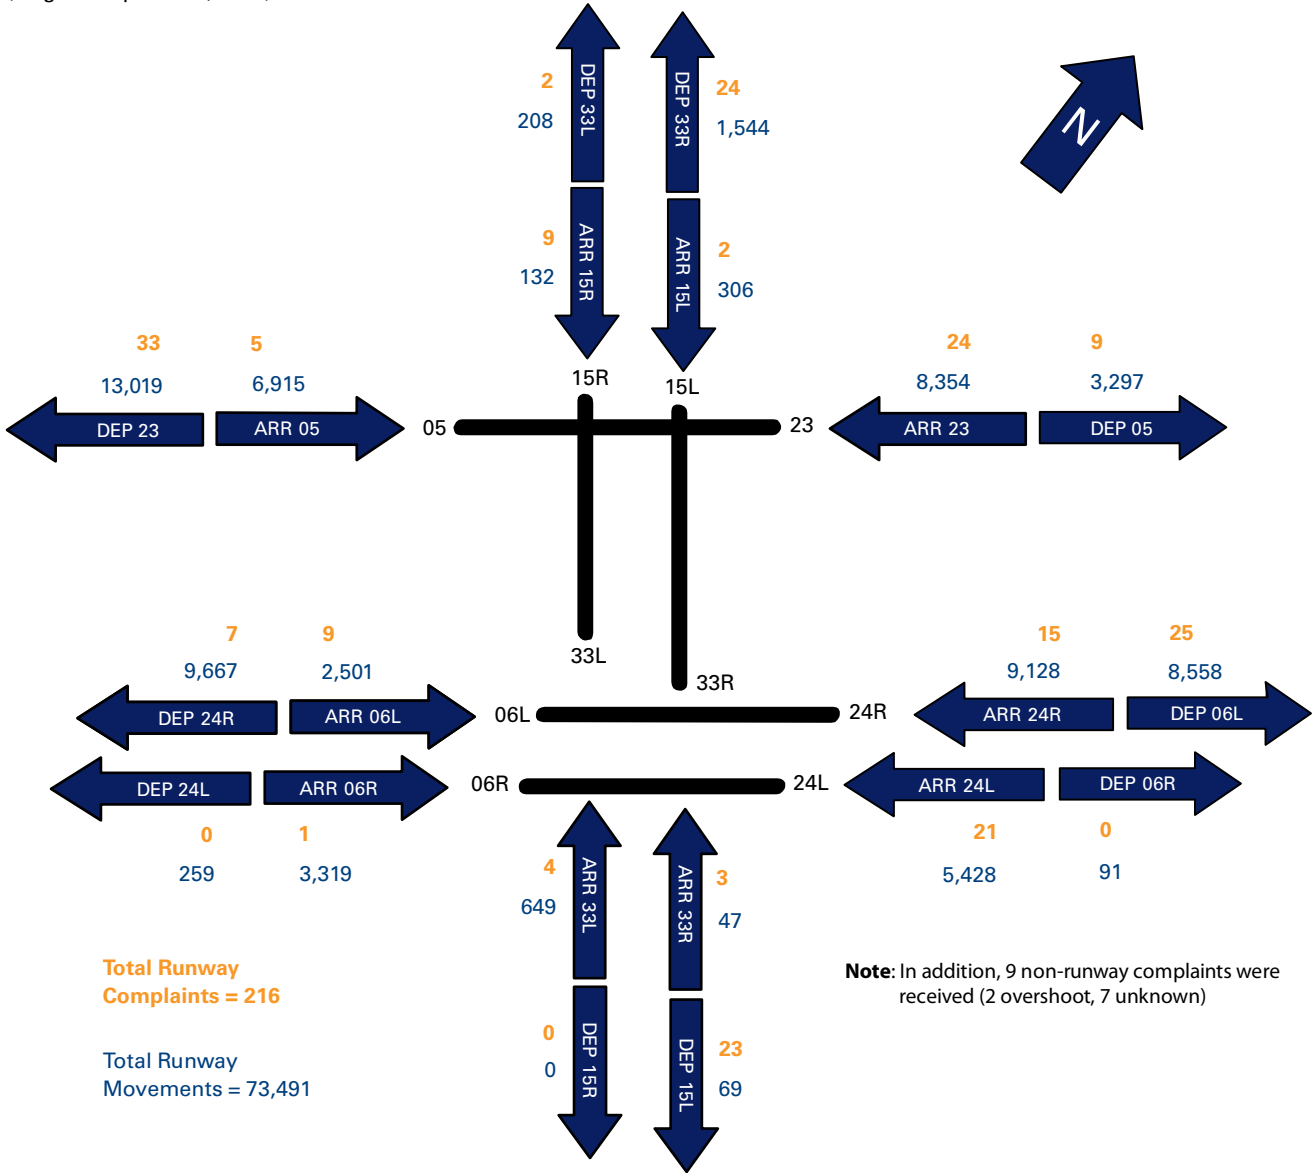 DEP 33L
DEP 33R
2
208
24
1,544
N
ARR 15R
ARR 15L
9
132
2
306
33
13,019
5
6,915
24
8,354
9
3,297
15R
15L
DEP 23
ARR 05
05
23
ARR 23
DEP 05
33L
33R
7
9,667
9
2,501
15
9,128
25
8,558
DEP 24R
ARR 06L
06L
24R
ARR 24R
DEP 06L
DEP 24L
ARR 06R
06R
24L
ARR 24L
DEP 06R
0
259
1
3,319
21
5,428
0
91
4
649
ARR 33L
ARR 33R
3
47
Total Runway
Complaints = 216
Note: In addition, 9 non-runway complaints were
received (2 overshoot, 7 unknown)
0
0
DEP 15R
DEP 15L
23
69
Total Runway
Movements = 73,491